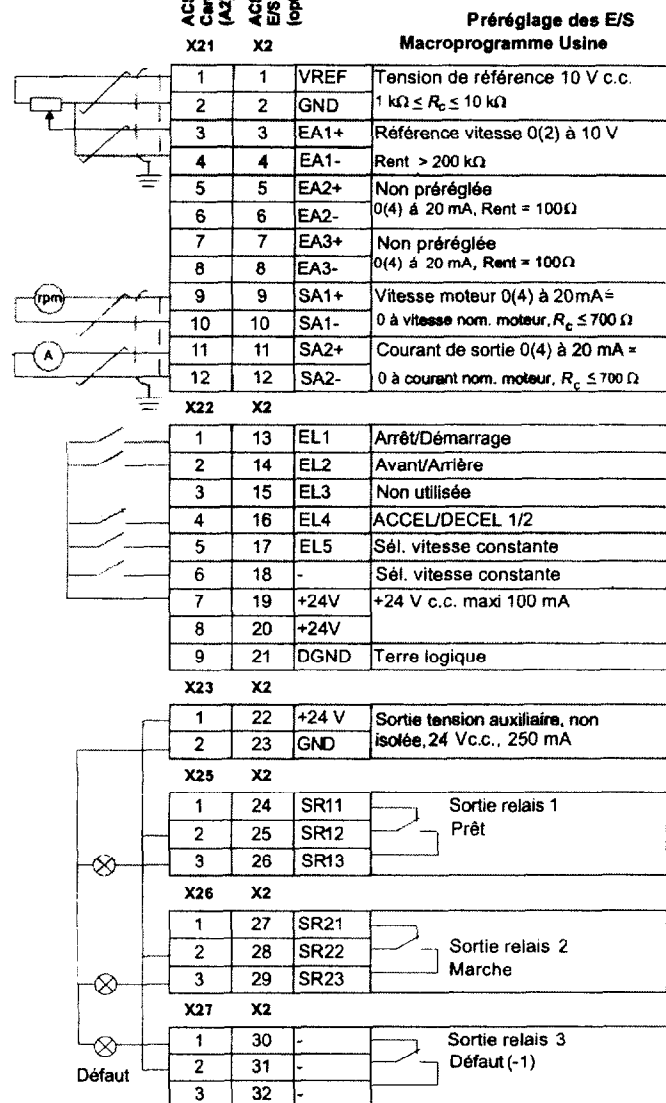 Préréglage des E/S
X21 X2 Macroprogramme Usine
1 1 VREF Tension de référence 10 V c.c.
2 2 GND 1 kΩ ≤ Rc ≤ 10 kΩ
3 3 EA1+ Référence vitesse 0(2) à 10 V
4 4 EA1- Rent > 200 kΩ
5 5 EA2+ Non préréglée
6 6 EA2- 0(4) á 20 mA, Rent = 100Ω
7 7 EA3+ Non préréglée
8 8 EA3- 0(4) á 20 mA, Rent = 100Ω
rpm 9 9 SA1+ Vitesse moteur 0(4) à 20mA=
10 10 SA1- 0 à vitesse nom. moteur, Rc ≤ 700 Ω
A 11 11 SA2+ Courant de sortie 0(4) à 20 mA =
12 12 SA2- 0 à courant nom. moteur, Rc ≤ 700 Ω
X22 X2
1 13 EL1 Arrêt/Démarrage
2 14 EL2 Avant/Arrière
3 15 EL3 Non utilisée
4 16 EL4 ACCEL/DECEL 1/2
5 17 EL5 Sél. vitesse constante
6 18 - Sél. vitesse constante
7 19 +24V +24 V c.c. maxi 100 mA
8 20 +24V
9 21 DGND Terre logique
X23 X2
1 22 +24 V Sortie tension auxiliaire, non
2 23 GND isolée, 24 Vc.c., 250 mA
X25 X2
1 24 SR11 Sortie relais 1
2 25 SR12 Prêt
3 26 SR13
X26 X2
1 27 SR21
2 28 SR22 Sortie relais 2
3 29 SR23 Marche
X27 X2
1 30 - Sortie relais 3
Défaut 2 31 - Défaut (-1)
3 32 -